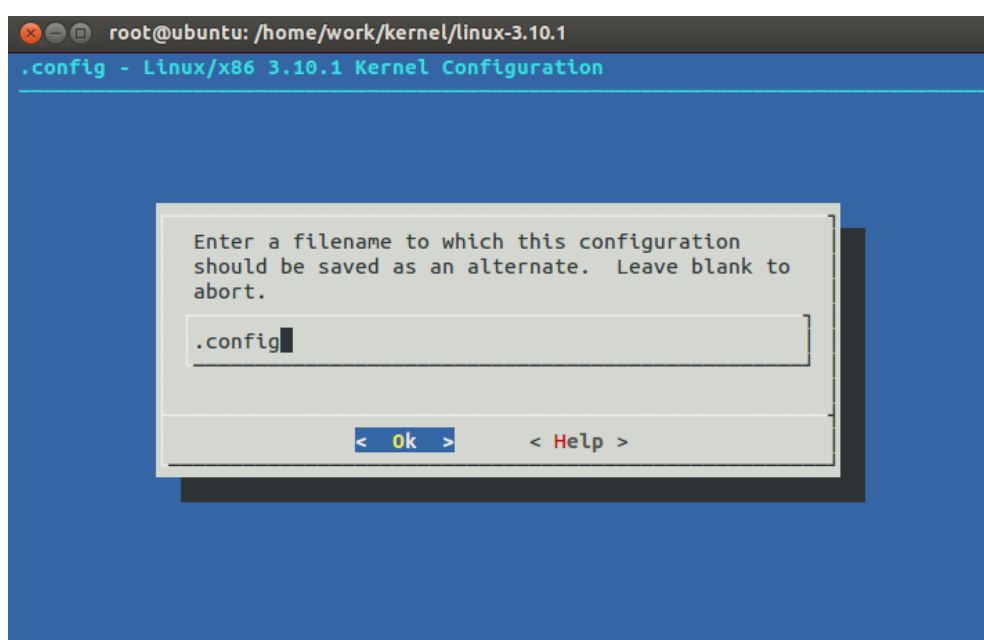 root@ubuntu: /home/work/kernel/linux-3.10.1
.config - Linux/x86 3.10.1 Kernel Configuration
Enter a filename to which this configuration
should be saved as an alternate.  Leave blank to
abort.
.config
<  Ok  > < Help >